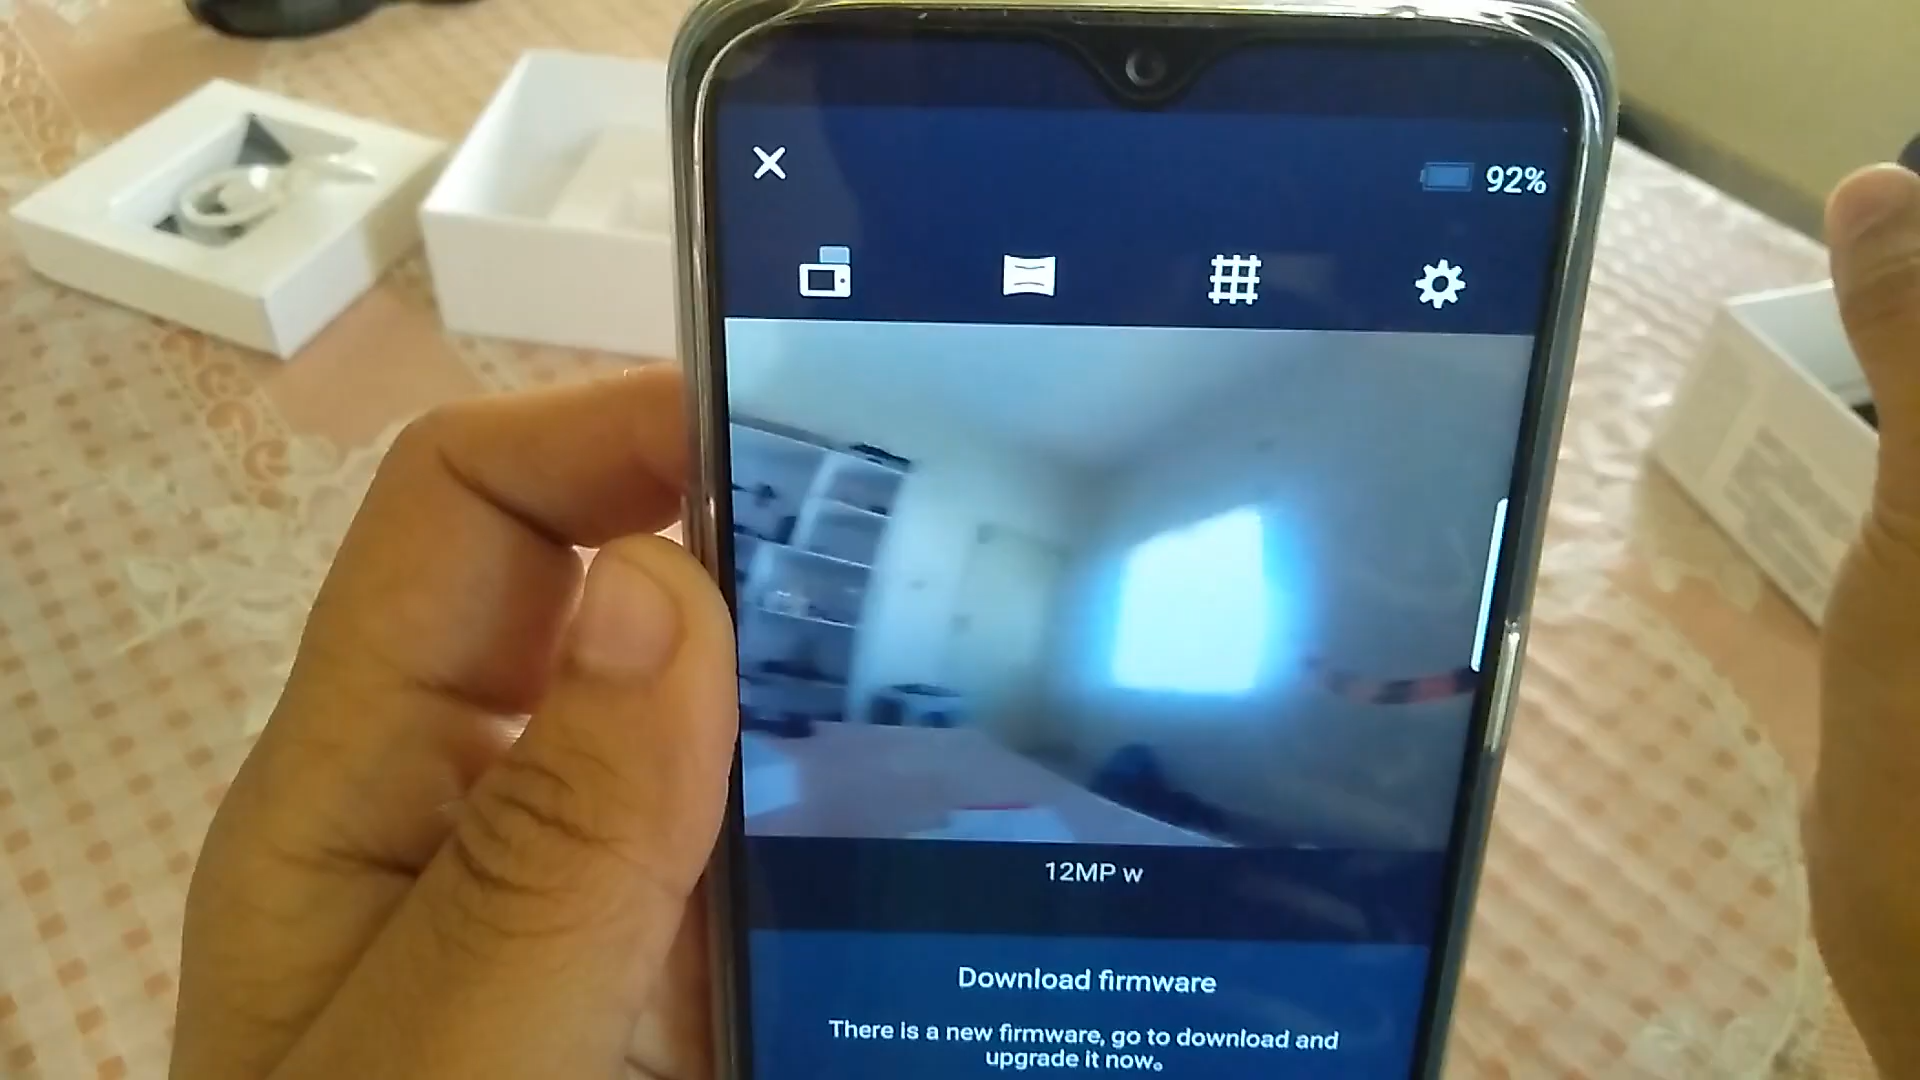 92%
12MP w
Download firmware
There is a new firmware, go to download and
upgrade it now。